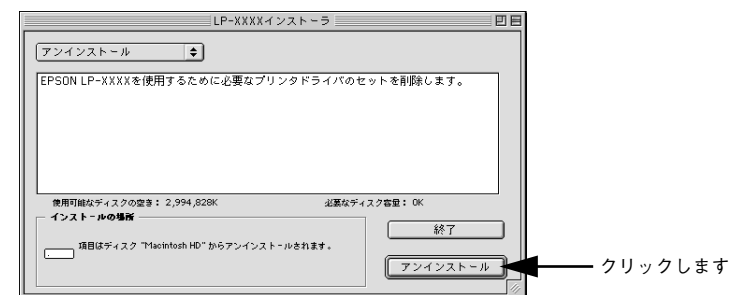 LP-XXXXインストーラ
アンインストール
EPSON LP-XXXXを使用するために必要なプリンタドライバのセットを削除します。
使用可能なディスクの空き： 2,994,828K 必要なディスク容量： 0K
インストールの場所
項目はディスク "Macintosh HD" からアンインストールされます。
終了
アンインストール
クリックします